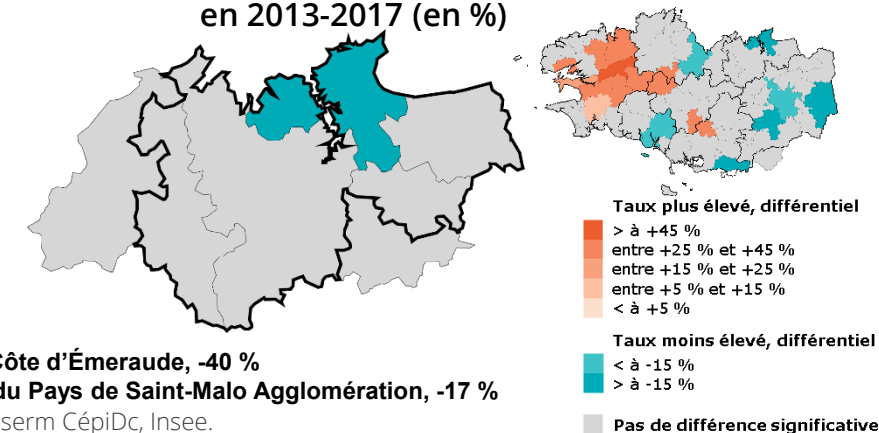 en 2013-2017 (en %)
Taux plus élevé, différentiel
> à +45 %
entre +25 % et +45 %
entre +15 % et +25 %
entre +5 % et +15 %
< à +5 %
Taux moins élevé, différentiel
< à -15 %
> à -15 %
Pas de différence significative
Côte d’Émeraude, -40 %
du Pays de Saint-Malo Agglomération, -17 %
serm CépiDc, Insee.